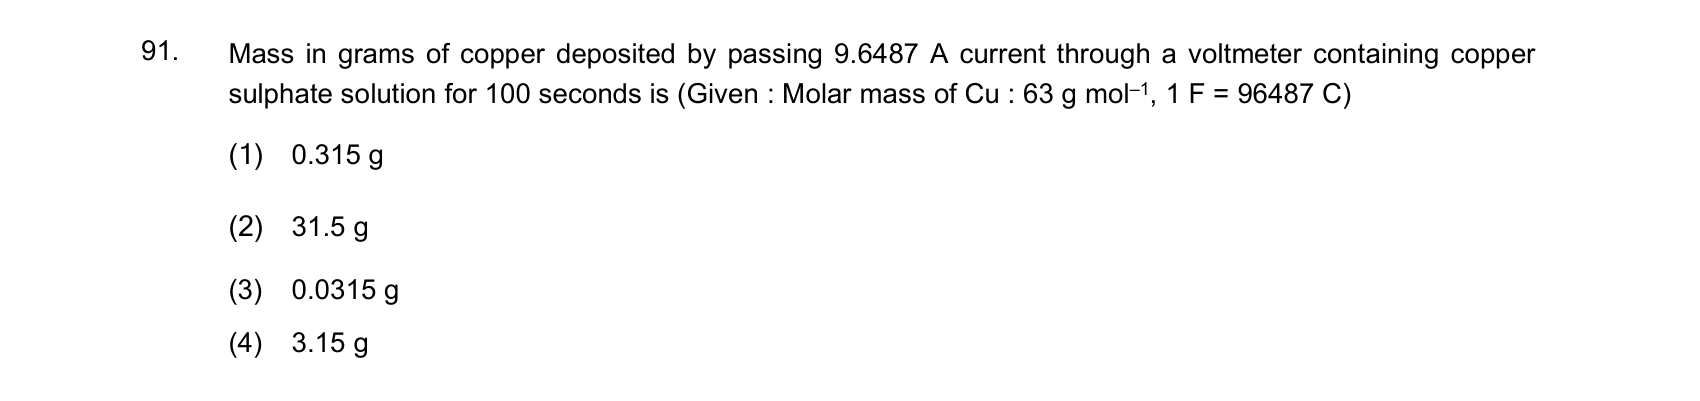 91. Mass in grams of copper deposited by passing 9.6487 A current through a voltmeter containing copper
sulphate solution for 100 seconds is (Given : Molar mass of Cu : 63 g mol⁻¹, 1 F = 96487 C)
(1) 0.315 g
(2) 31.5 g
(3) 0.0315 g
(4) 3.15 g